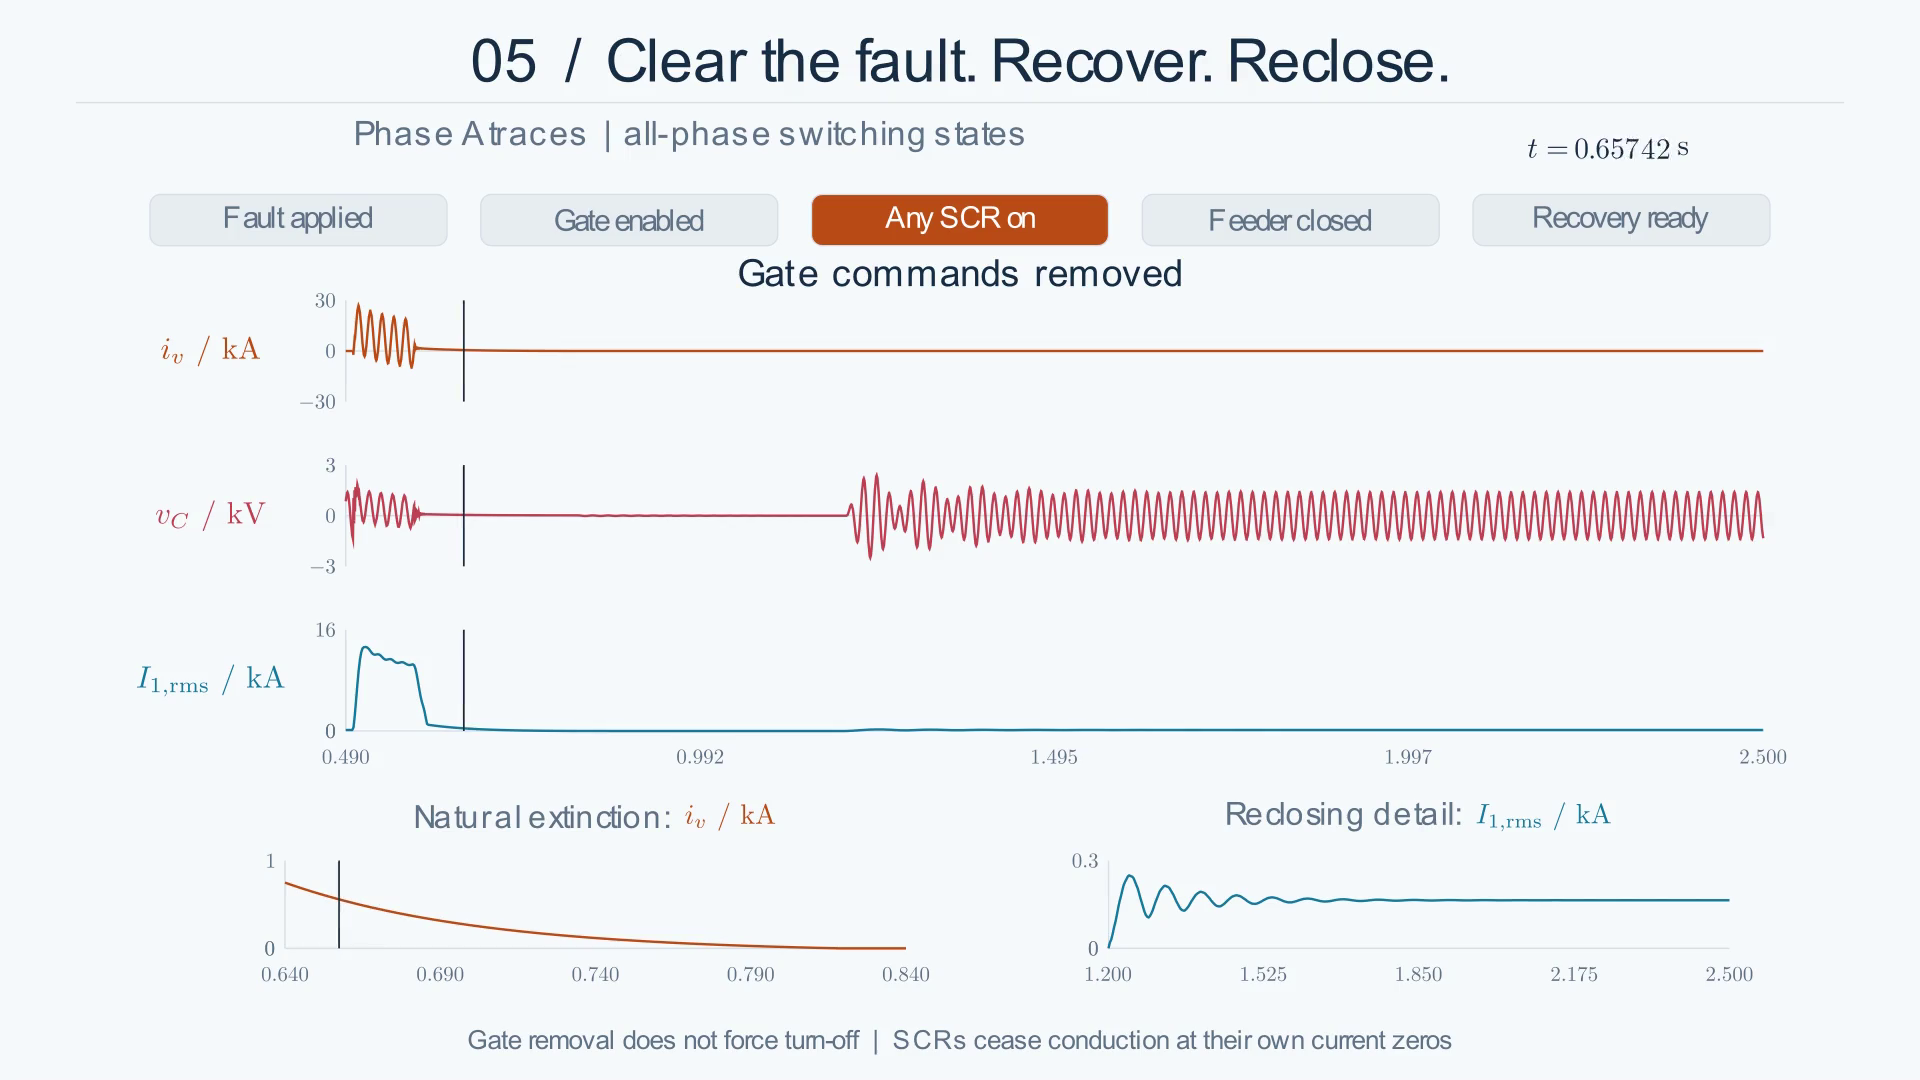 05 / Clear the fault. Recover. Reclose.
Phase A traces | all-phase switching states
t = 0.65742 s
Fault applied
Gate enabled
Any SCR on
Feeder closed
Recovery ready
Gate commands removed
30
i_v / kA
0
−30
3
v_C / kV
0
−3
16
I_{1,rms} / kA
0
0.490 0.992 1.495 1.997 2.500
Natural extinction: i_v / kA
1
0
0.640 0.690 0.740 0.790 0.840
Reclosing detail: I_{1,rms} / kA
0.3
0
1.200 1.525 1.850 2.175 2.500
Gate removal does not force turn-off | SCRs cease conduction at their own current zeros